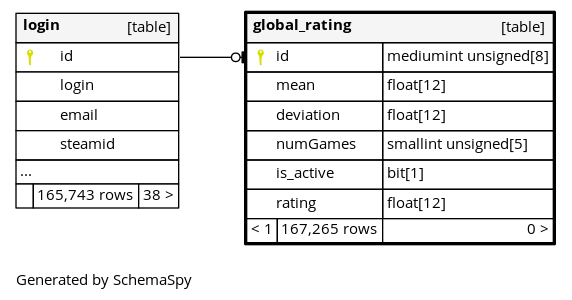 login [table]
id
login
email
steamid
...
165,743 rows 38 >
global_rating [table]
id mediumint unsigned[8]
mean float[12]
deviation float[12]
numGames smallint unsigned[5]
is_active bit[1]
rating float[12]
< 1 167,265 rows 0 >
Generated by SchemaSpy